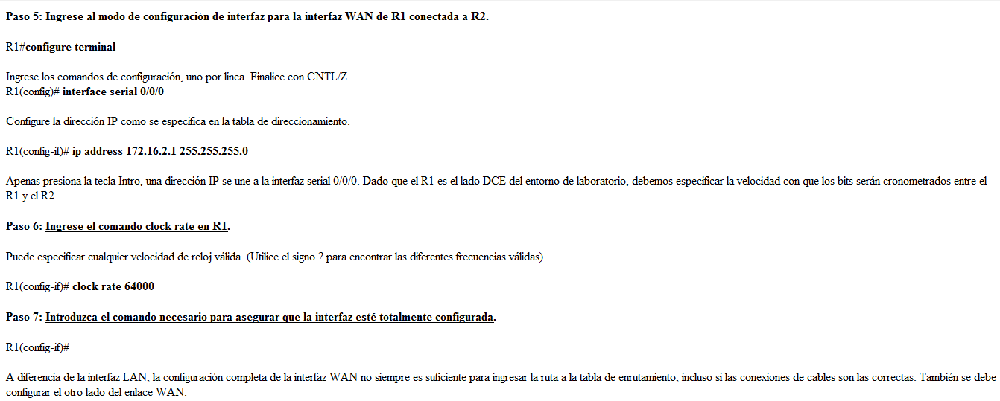 Paso 5: Ingrese al modo de configuración de interfaz para la interfaz WAN de R1 conectada a R2.
R1#configure terminal
Ingrese los comandos de configuración, uno por línea. Finalice con CNTL/Z.
R1(config)# interface serial 0/0/0
Configure la dirección IP como se especifica en la tabla de direccionamiento.
R1(config-if)# ip address 172.16.2.1 255.255.255.0
Apenas presiona la tecla Intro, una dirección IP se une a la interfaz serial 0/0/0. Dado que el R1 es el lado DCE del entorno de laboratorio, debemos especificar la velocidad con que los bits serán cronometrados entre el
R1 y el R2.
Paso 6: Ingrese el comando clock rate en R1.
Puede especificar cualquier velocidad de reloj válida. (Utilice el signo ? para encontrar las diferentes frecuencias válidas).
R1(config-if)# clock rate 64000
Paso 7: Introduzca el comando necesario para asegurar que la interfaz esté totalmente configurada.
R1(config-if)#____________________
A diferencia de la interfaz LAN, la configuración completa de la interfaz WAN no siempre es suficiente para ingresar la ruta a la tabla de enrutamiento, incluso si las conexiones de cables son las correctas. También se debe
configurar el otro lado del enlace WAN.